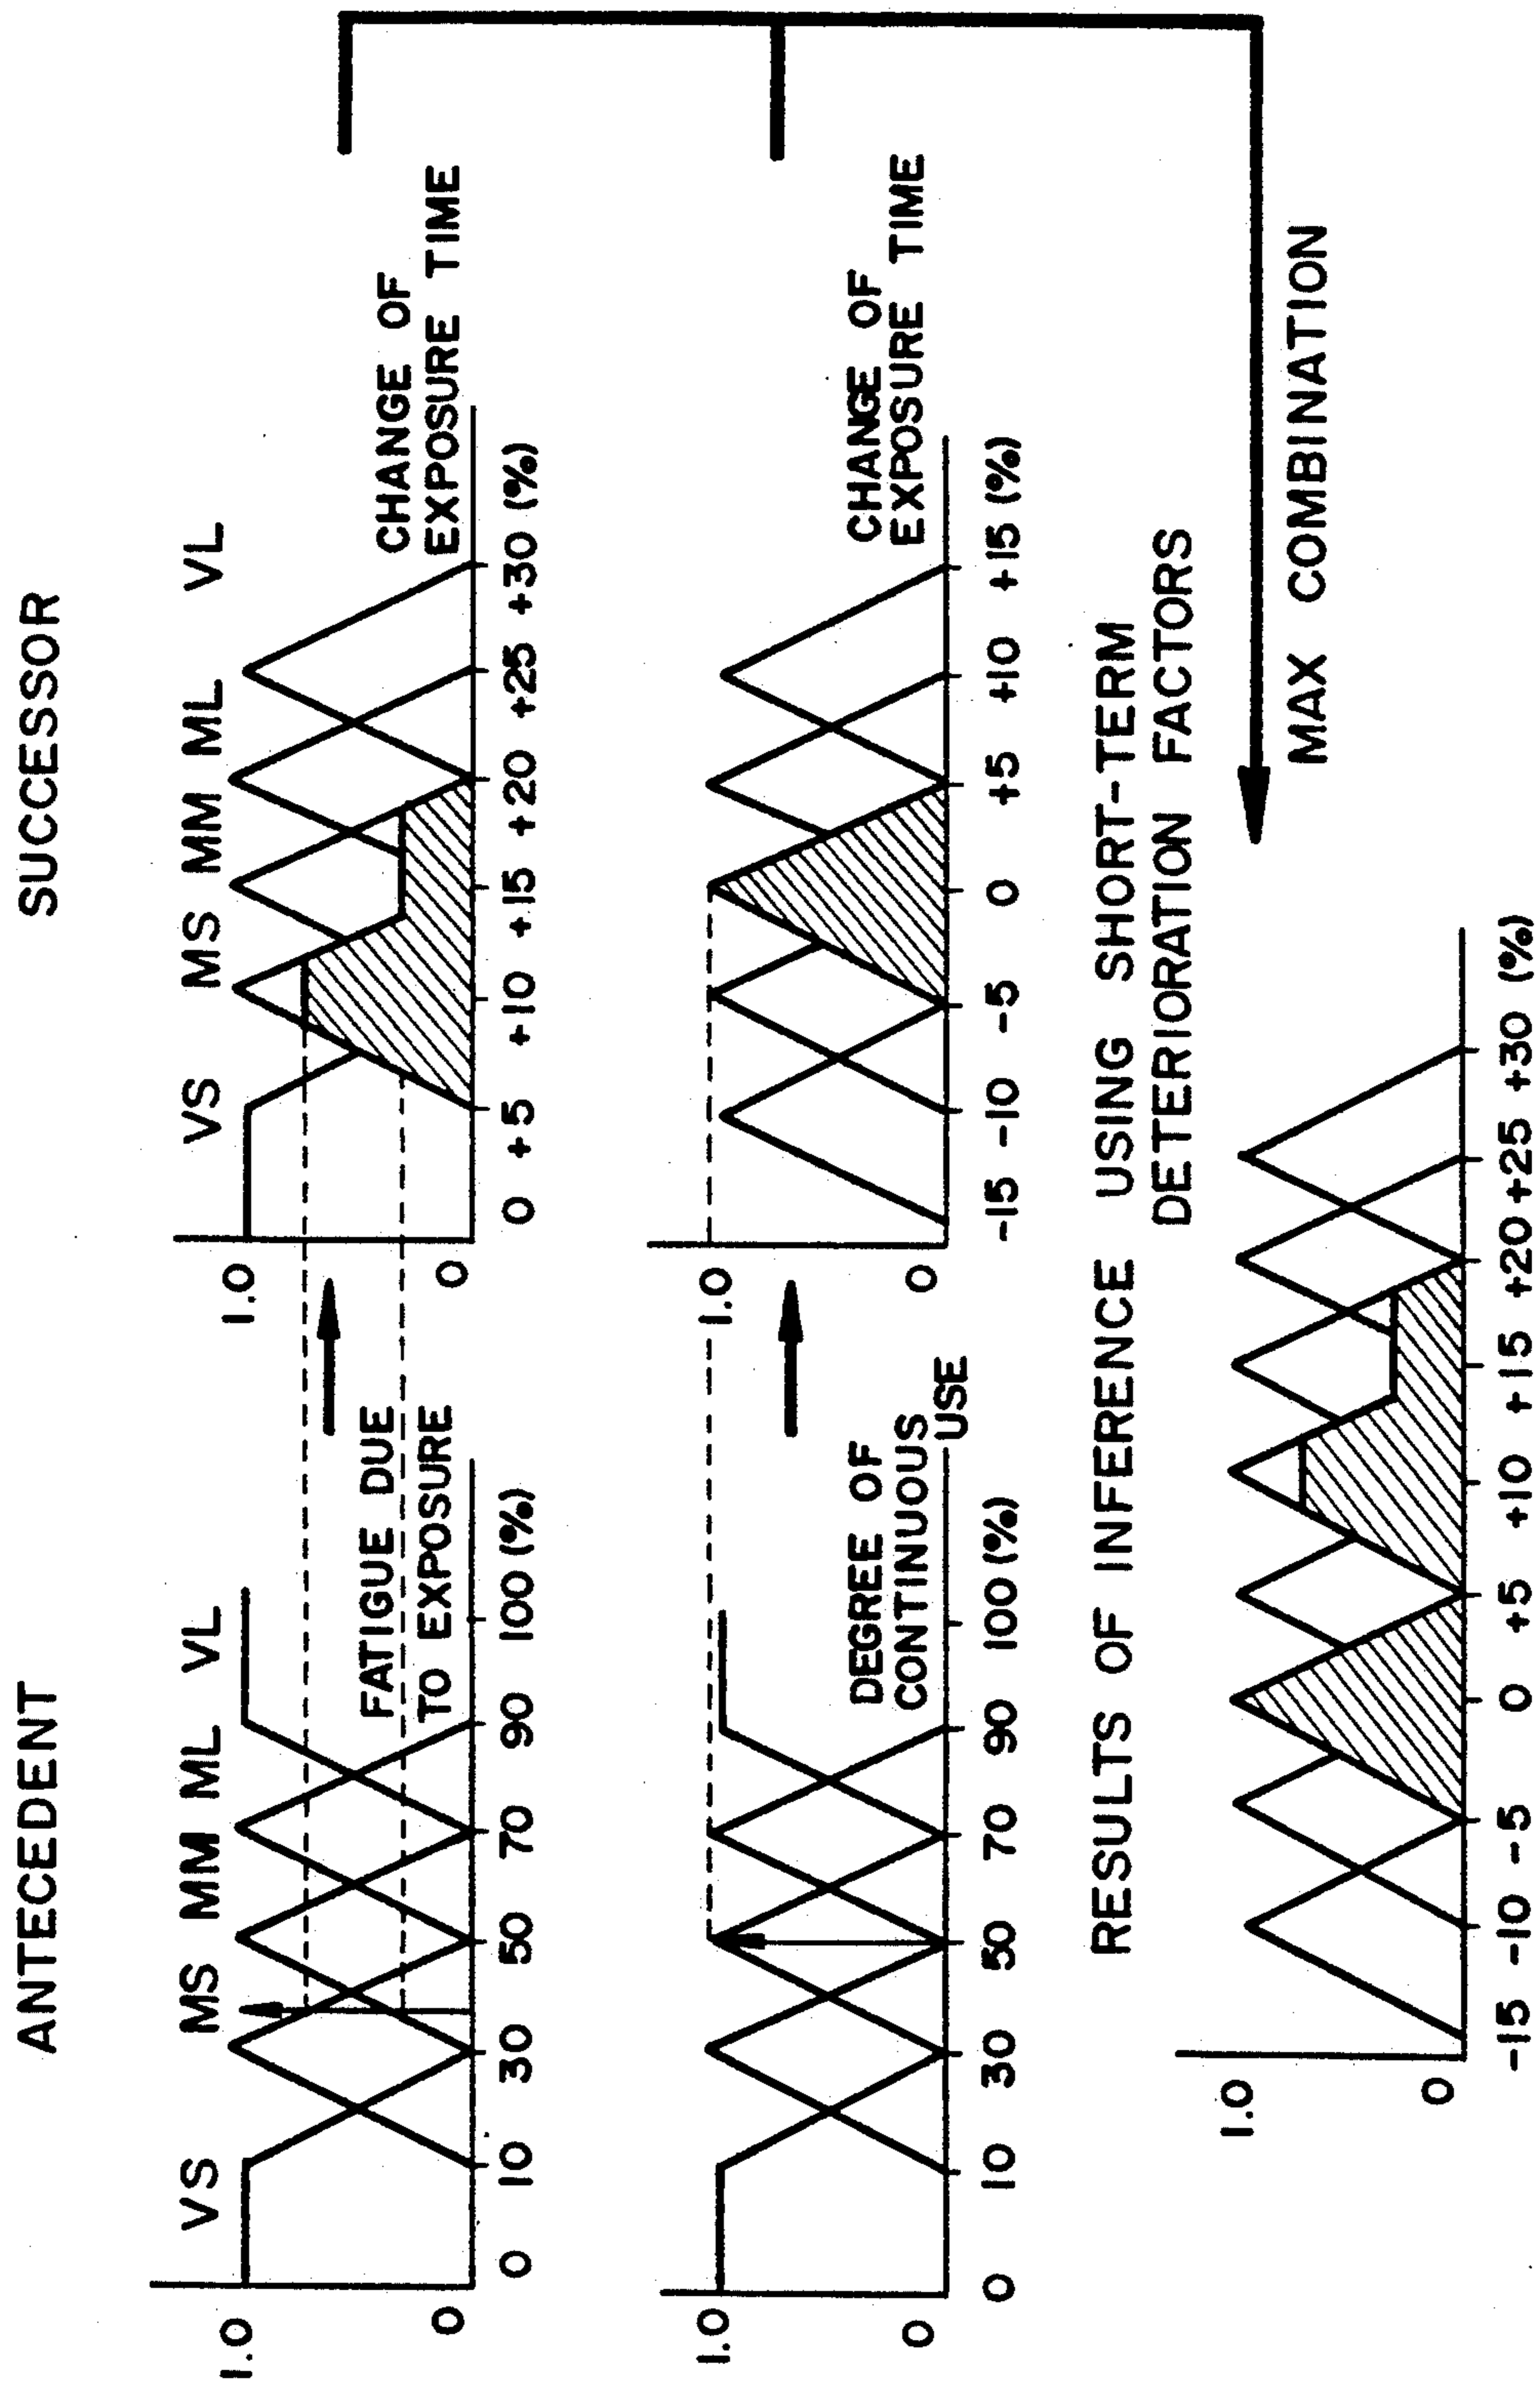 ANTECEDENT
SUCCESSOR
VS MS MM ML VL
1.0
0
FATIGUE DUE
TO EXPOSURE
0 10 30 50 70 90 100 (%)
VS MS MM ML VL
1.0
0
CHANGE OF
EXPOSURE TIME
0 +5 +10 +15 +20 +25 +30 (%)
1.0
0
DEGREE OF
CONTINUOUS
USE
0 10 30 50 70 90 100 (%)
1.0
0
CHANGE OF
EXPOSURE TIME
-15 -10 -5 0 +5 +10 +15 (%)
RESULTS OF INFERENCE USING SHORT-TERM
DETERIORATION FACTORS
MAX COMBINATION
1.0
0
-15 -10 -5 0 +5 +10 +15 +20 +25 +30 (%)